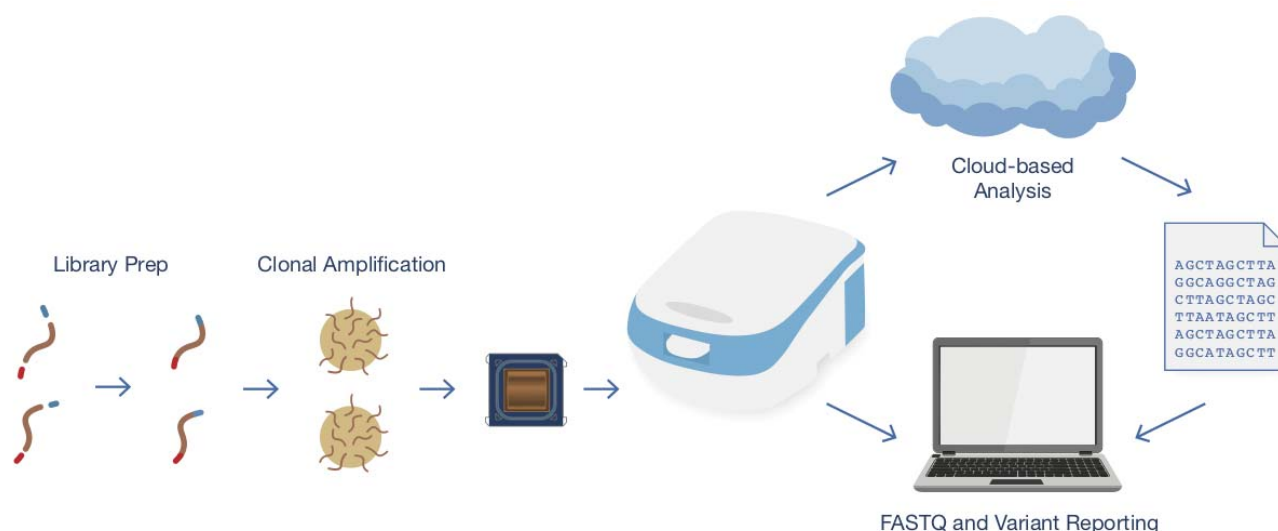 Cloud-based
Analysis
Library Prep
Clonal Amplification
AGCTAGCTTA
GGCAGGCTAG
CTTAGCTAGC
TTAATAGCTT
AGCTAGCTTA
GGCATAGCTT
FASTQ and Variant Reporting